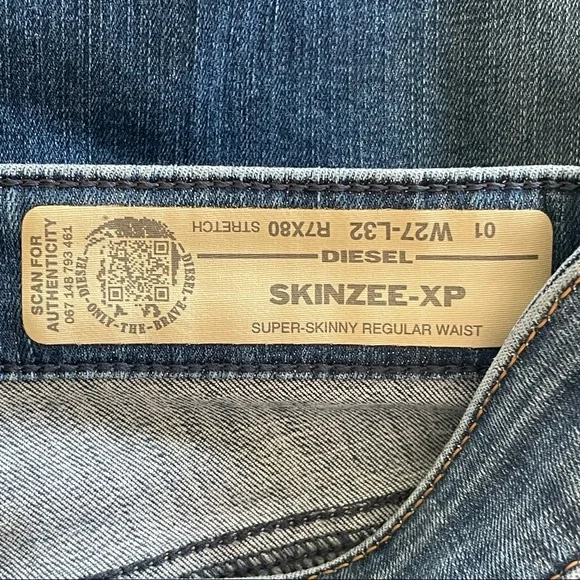 01 W27-L32 R7X80 STRETCH
DIESEL
SKINZEE-XP
SUPER-SKINNY REGULAR WAIST
SCAN FOR
AUTHENTICITY
067 148 793 461
DIESEL
ONLY-THE-BRAVE-THERID